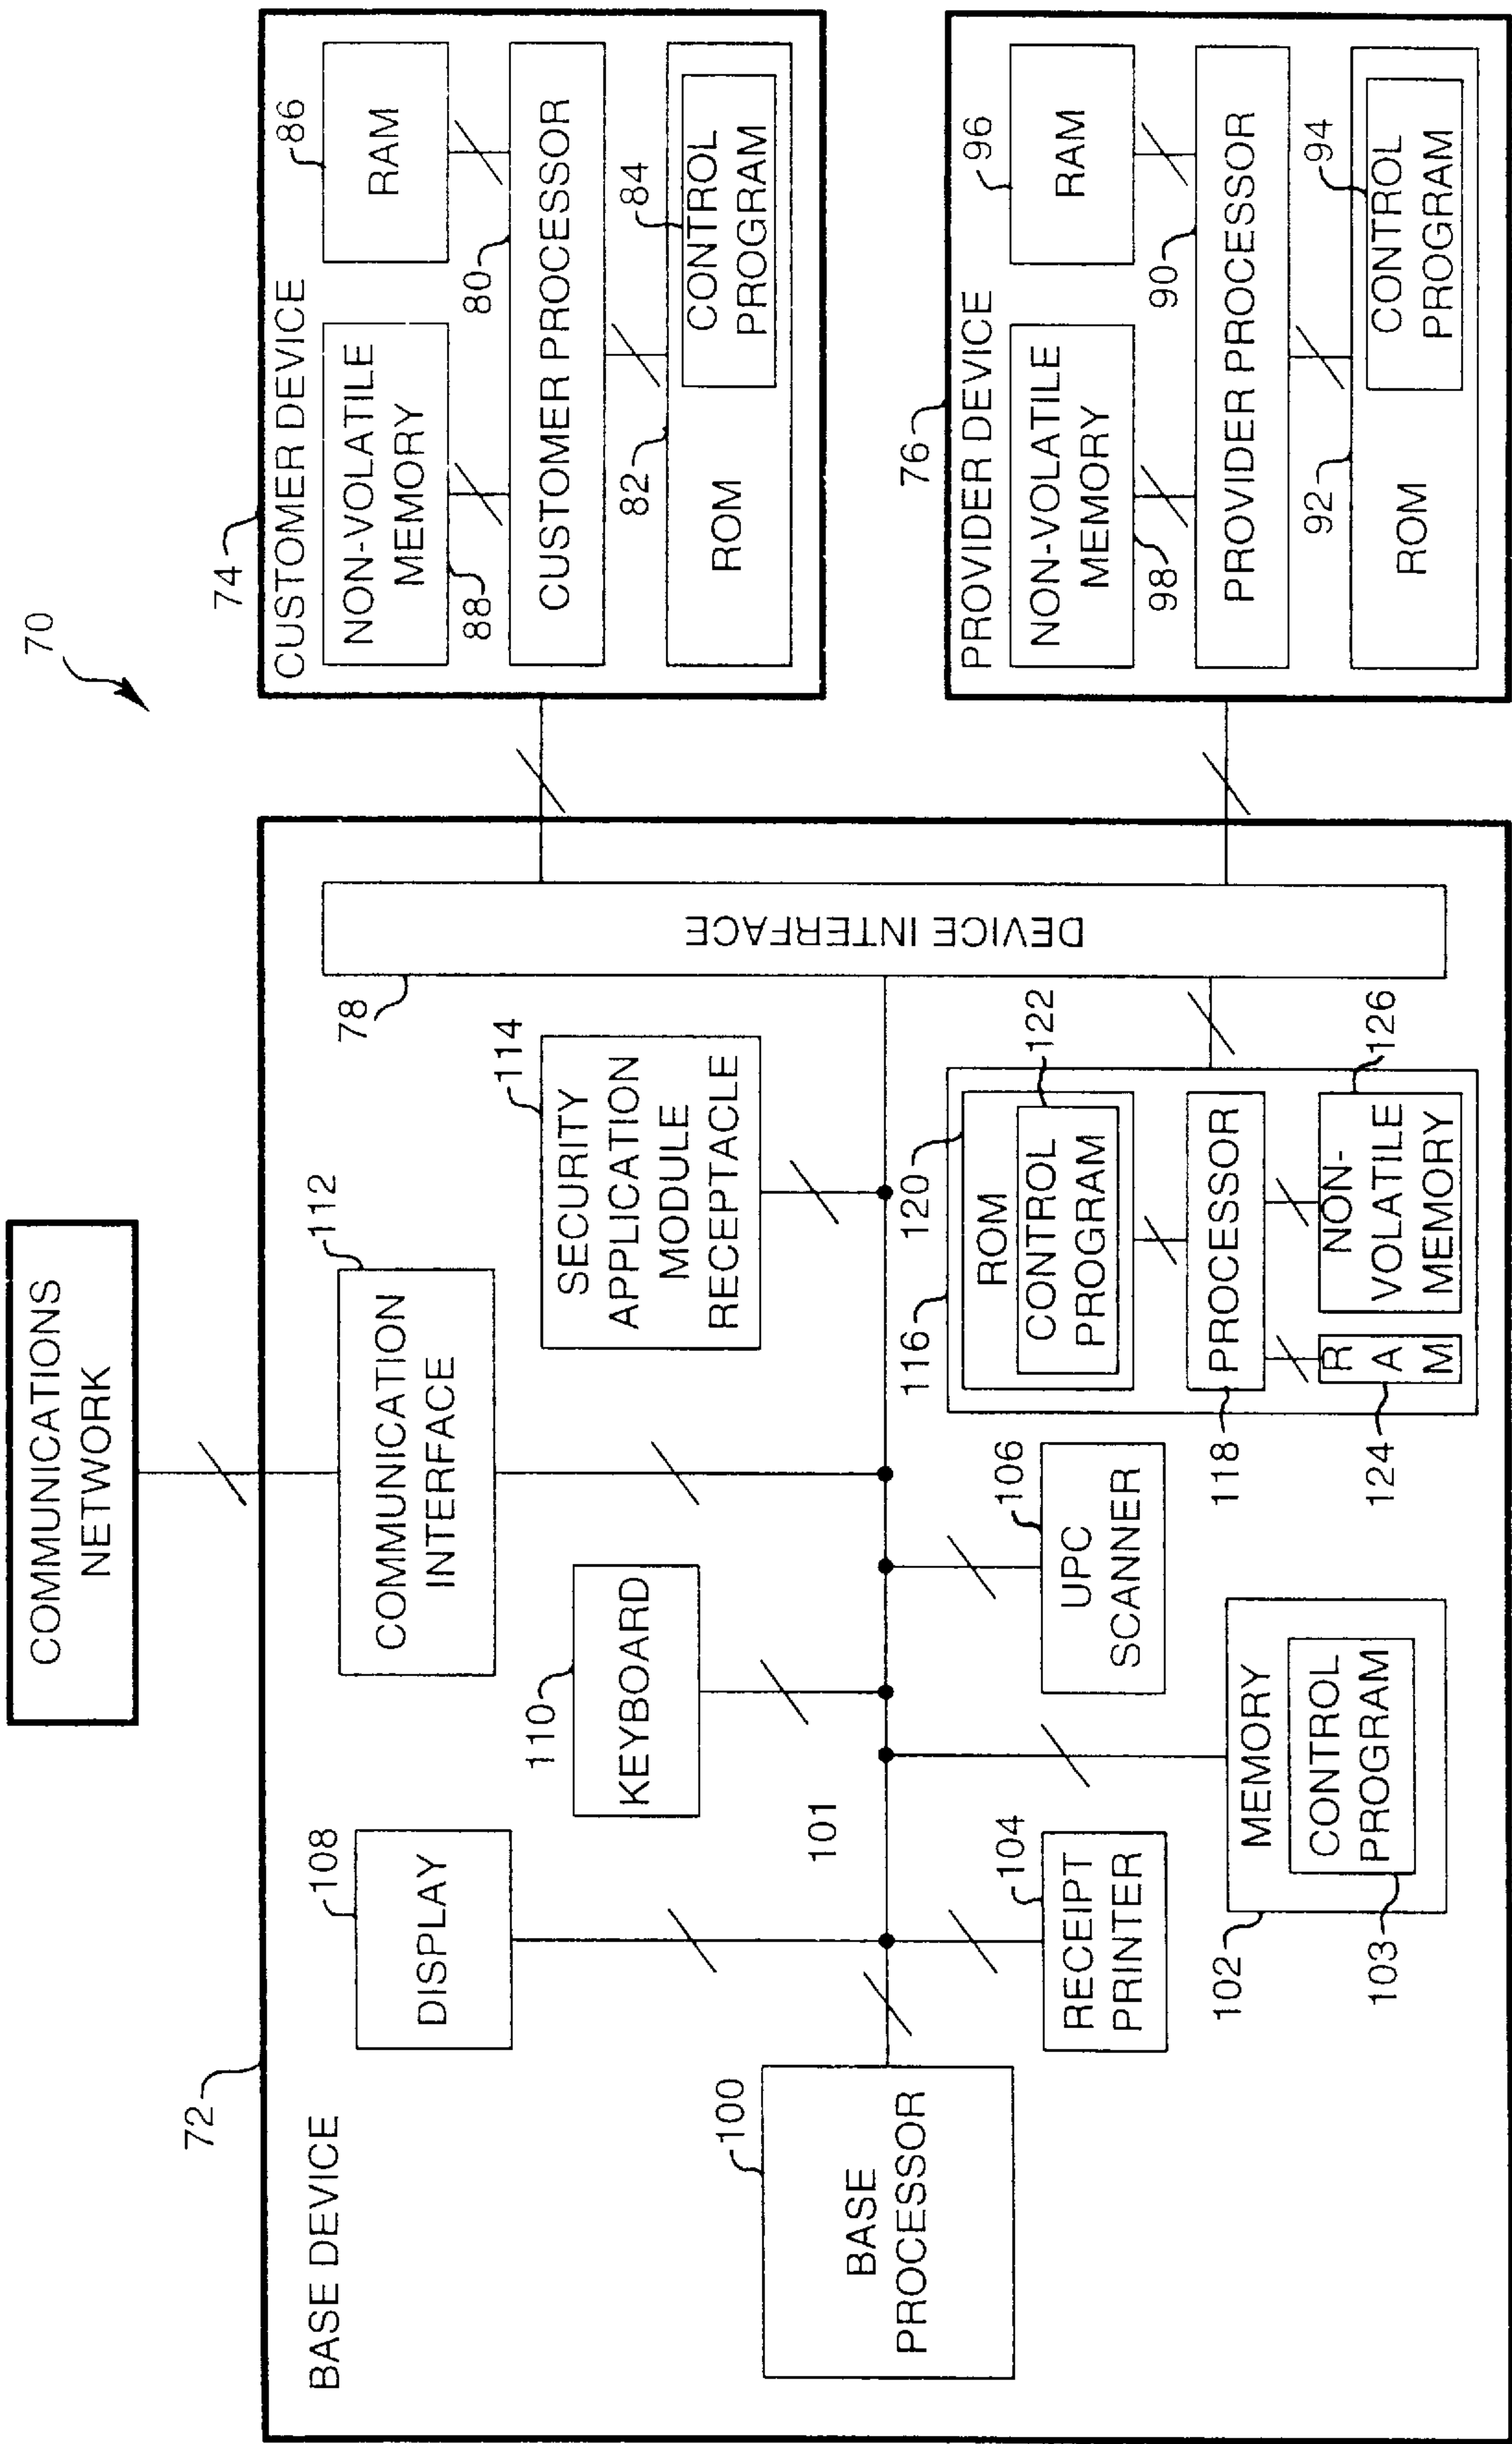 70
COMMUNICATIONS
NETWORK
72
BASE DEVICE
108
DISPLAY
110
KEYBOARD
112
COMMUNICATION
INTERFACE
114
SECURITY
APPLICATION
MODULE
RECEPTACLE
78
DEVICE INTERFACE
100
BASE
PROCESSOR
101
104
RECEIPT
PRINTER
102
MEMORY
103
CONTROL
PROGRAM
106
UPC
SCANNER
116
120
ROM
122
CONTROL
PROGRAM
118
PROCESSOR
124
R
A
M
126
NON-
VOLATILE
MEMORY
74
CUSTOMER DEVICE
NON-VOLATILE
MEMORY
88
86
RAM
80
CUSTOMER PROCESSOR
82
ROM
84
CONTROL
PROGRAM
76
PROVIDER DEVICE
NON-VOLATILE
MEMORY
98
96
RAM
90
PROVIDER PROCESSOR
92
ROM
94
CONTROL
PROGRAM